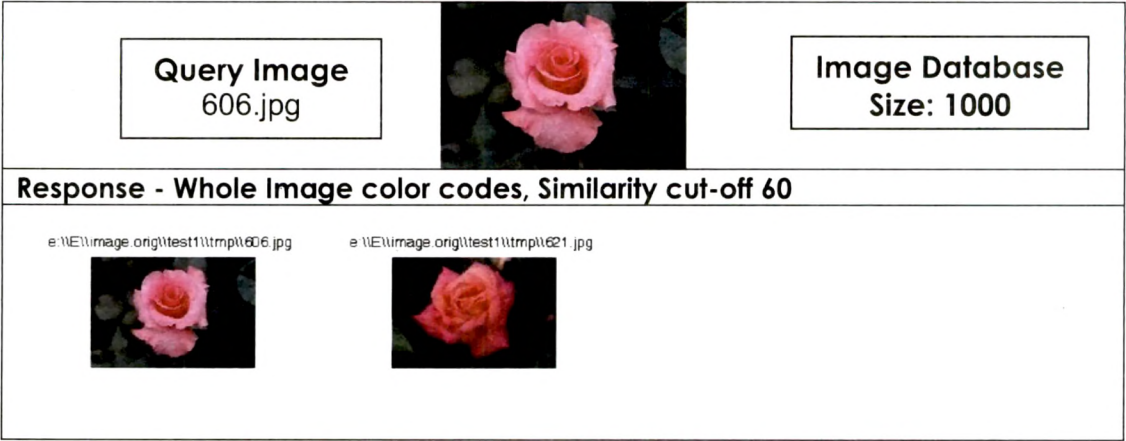 Query Image
606.jpg
Image Database
Size: 1000
Response - Whole Image color codes, Similarity cut-off 60
e:\\E\\image.orig\\test1\\tmp\\606.jpg
e:\\E\\image.orig\\test1\\tmp\\621.jpg